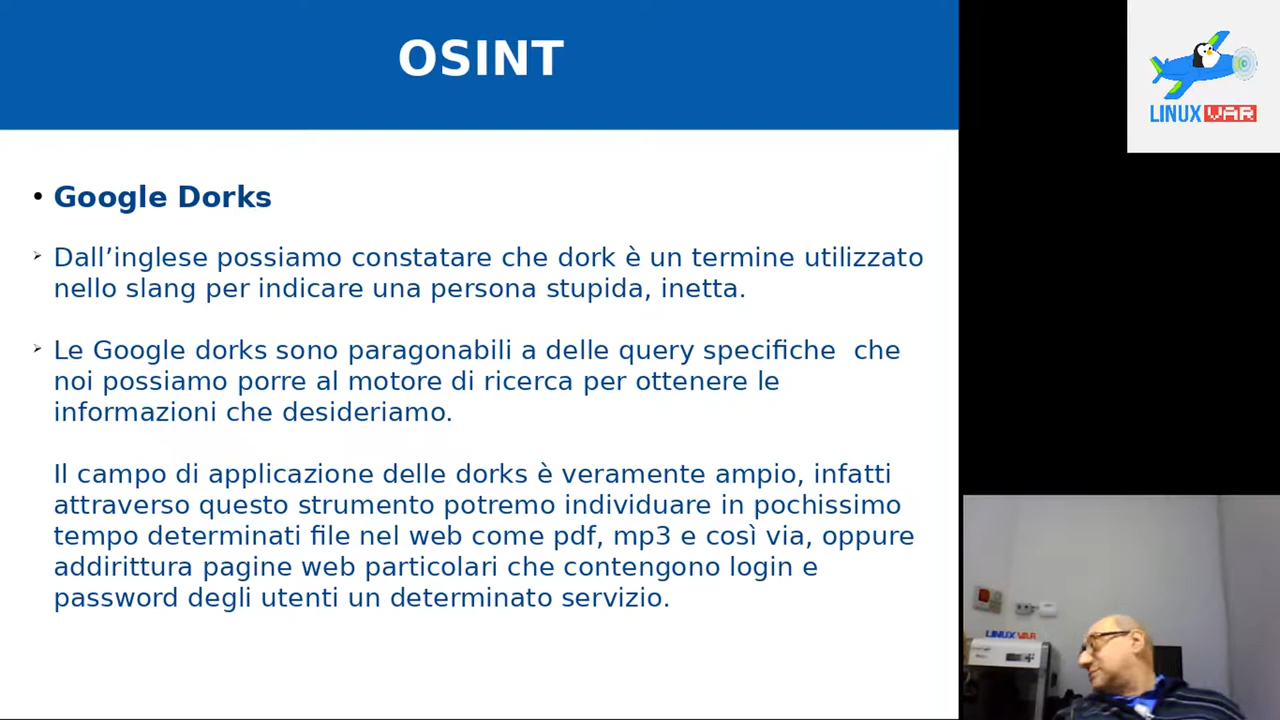 OSINT
LINUX VAR
• Google Dorks
Dall’inglese possiamo constatare che dork è un termine utilizzato
nello slang per indicare una persona stupida, inetta.
Le Google dorks sono paragonabili a delle query specifiche  che
noi possiamo porre al motore di ricerca per ottenere le
informazioni che desideriamo.
Il campo di applicazione delle dorks è veramente ampio, infatti
attraverso questo strumento potremo individuare in pochissimo
tempo determinati file nel web come pdf, mp3 e così via, oppure
addirittura pagine web particolari che contengono login e
password degli utenti un determinato servizio.
LINUX VAR